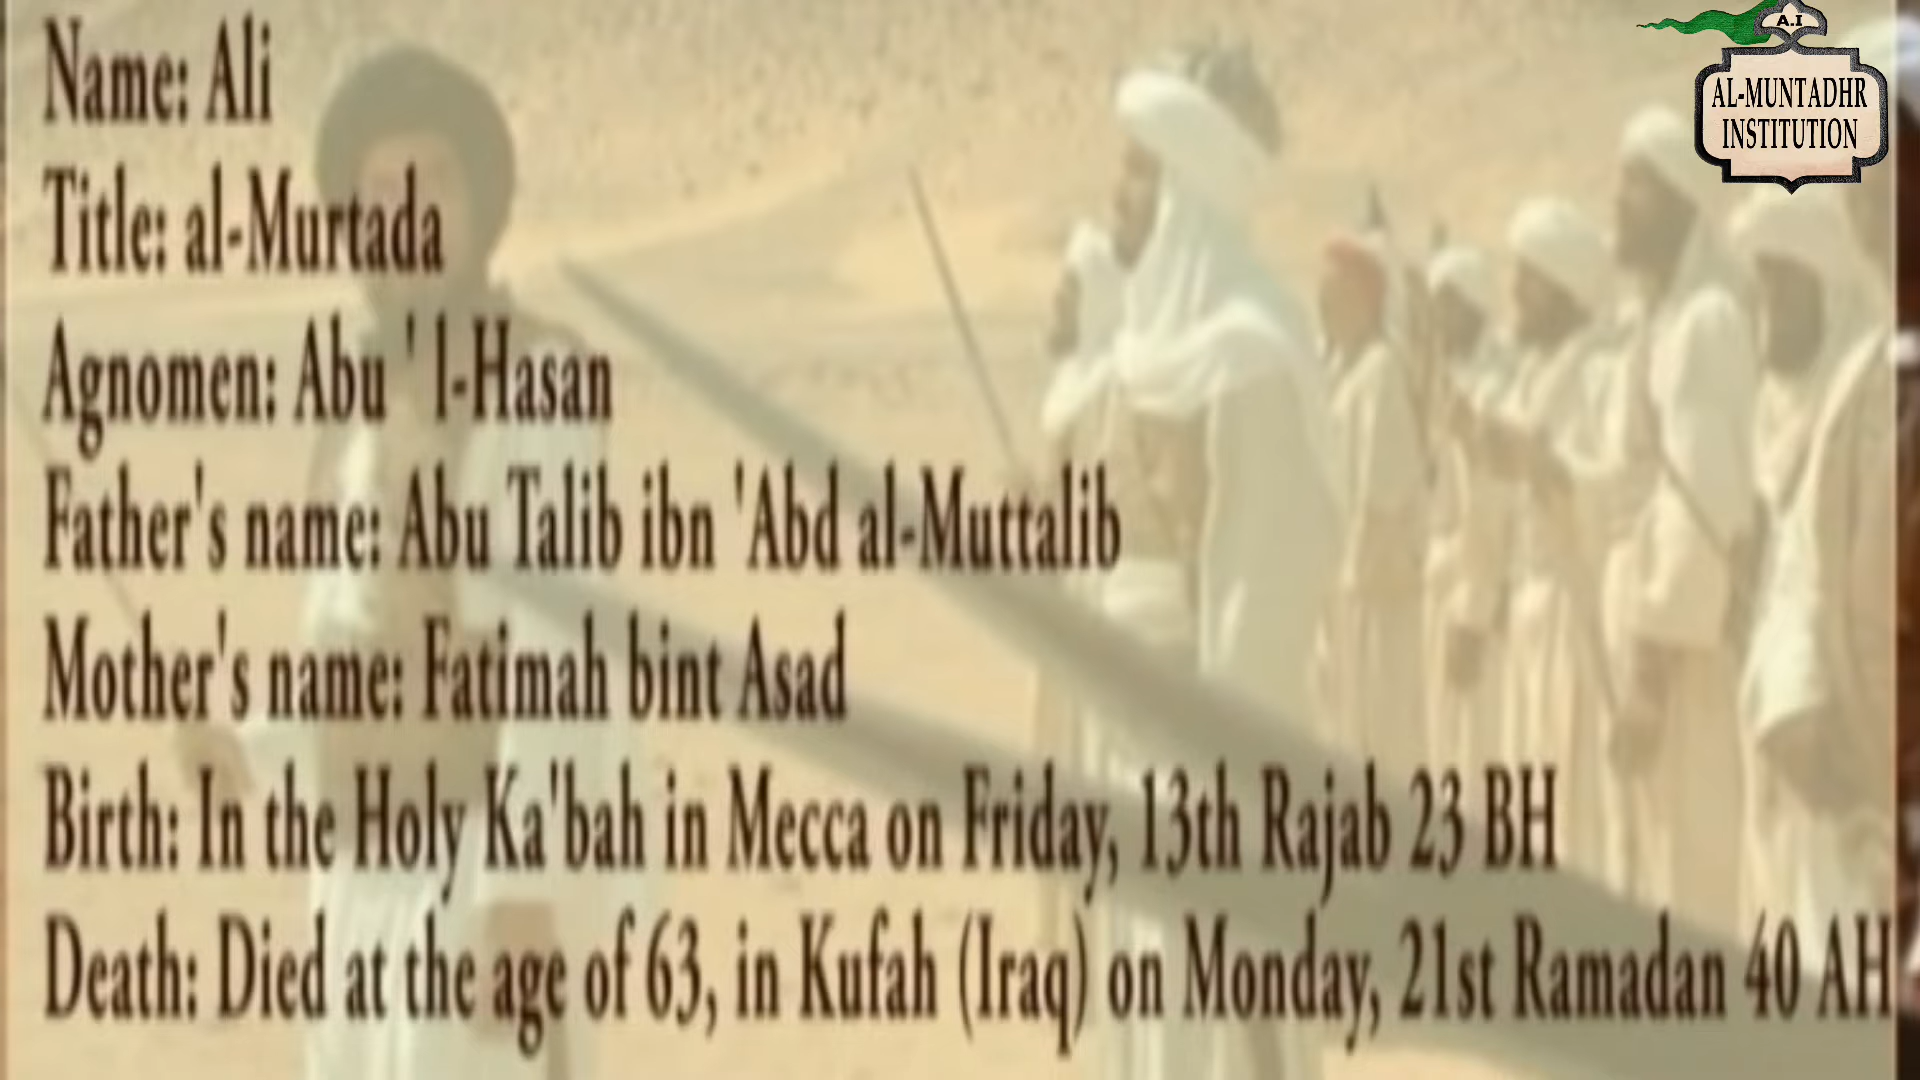 A.I
AL-MUNTADHR
INSTITUTION
Name: Ali
Title: al-Murtada
Agnomen: Abu ' l-Hasan
Father's name: Abu Talib ibn 'Abd al-Muttalib
Mother's name: Fatimah bint Asad
Birth: In the Holy Ka'bah in Mecca on Friday, 13th Rajab 23 BH
Death: Died at the age of 63, in Kufah (Iraq) on Monday, 21st Ramadan 40 AH